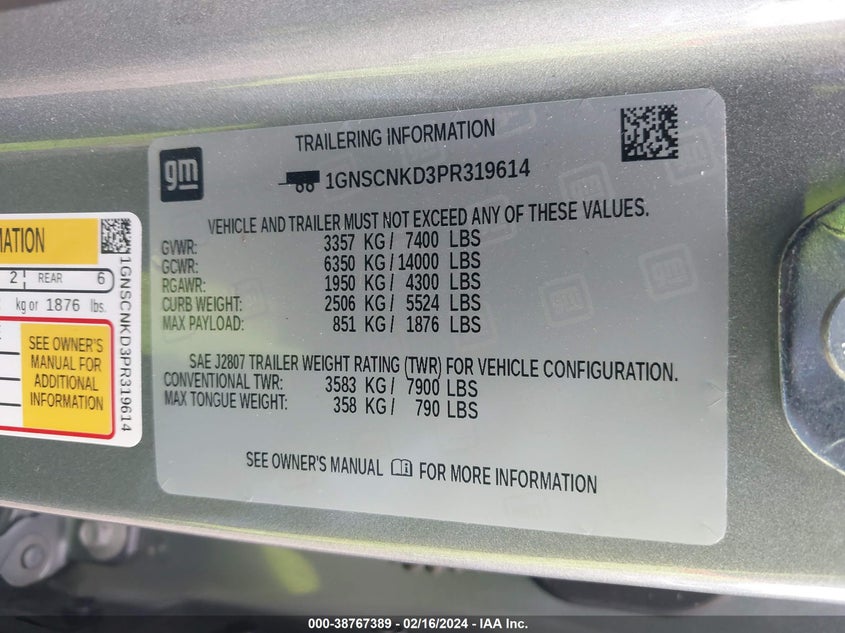 TRAILERING INFORMATION
gm
1GNSCNKD3PR319614
VEHICLE AND TRAILER MUST NOT EXCEED ANY OF THESE VALUES.
GVWR: 3357 KG/ 7400 LBS
GCWR: 6350 KG/14000 LBS
RGAWR: 1950 KG/ 4300 LBS
CURB WEIGHT: 2506 KG/ 5524 LBS
MAX PAYLOAD: 851 KG/ 1876 LBS
SAE J2807 TRAILER WEIGHT RATING (TWR) FOR VEHICLE CONFIGURATION.
CONVENTIONAL TWR: 3583 KG/ 7900 LBS
MAX TONGUE WEIGHT: 358 KG/ 790 LBS
SEE OWNER'S MANUAL FOR MORE INFORMATION
2 REAR 6
kg or 1876 lbs.
SEE OWNER'S
MANUAL FOR
ADDITIONAL
INFORMATION
1GNSCNKD3PR319614
000-38767389 - 02/16/2024 - IAA Inc.